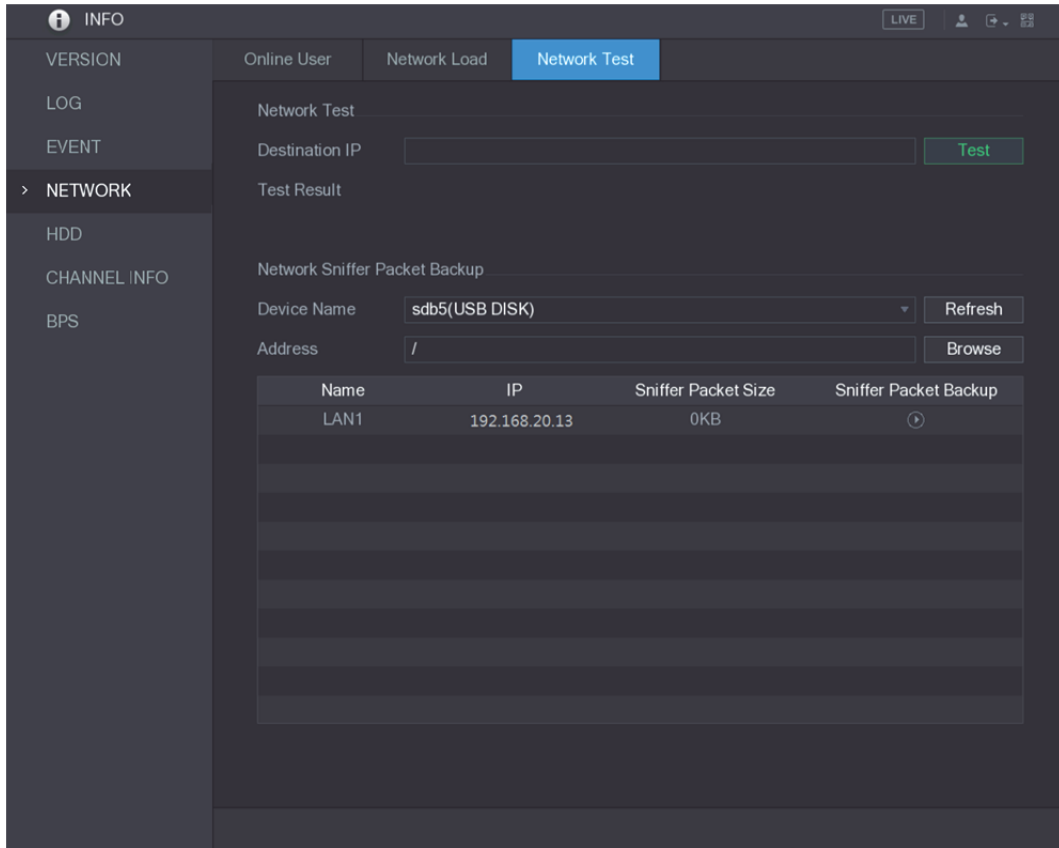 INFO
LIVE
VERSION
LOG
EVENT
> NETWORK
HDD
CHANNEL INFO
BPS
Online User
Network Load
Network Test
Network Test
Destination IP
Test
Test Result
Network Sniffer Packet Backup
Device Name
sdb5(USB DISK)
Refresh
Address
/
Browse
Name IP Sniffer Packet Size Sniffer Packet Backup
LAN1 192.168.20.13 0KB